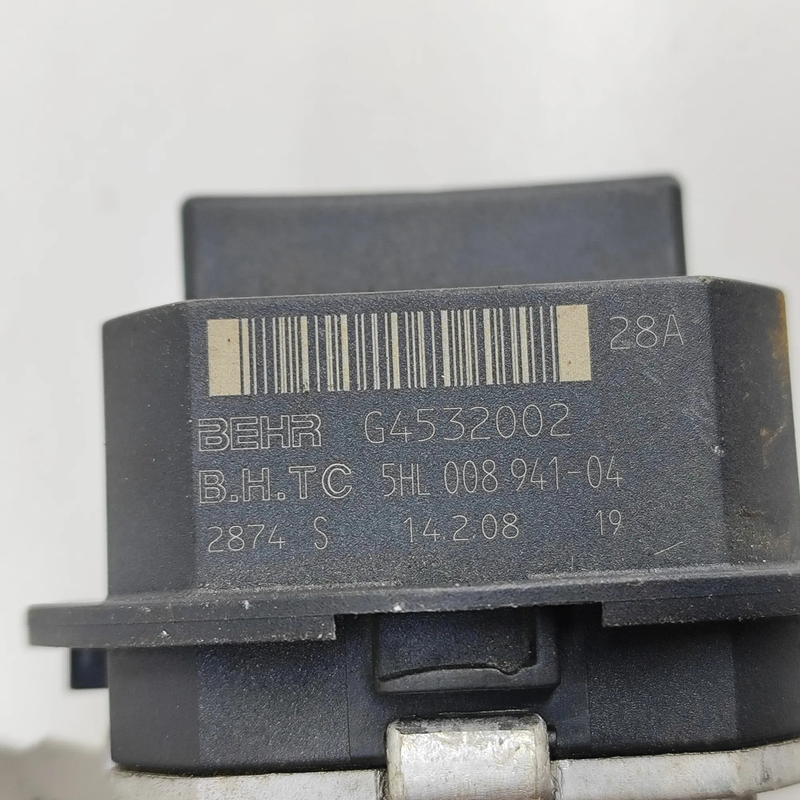 28A
BEHR G4532002
B.H.TC 5HL 008 941-04
2874 S 14.2.08 19